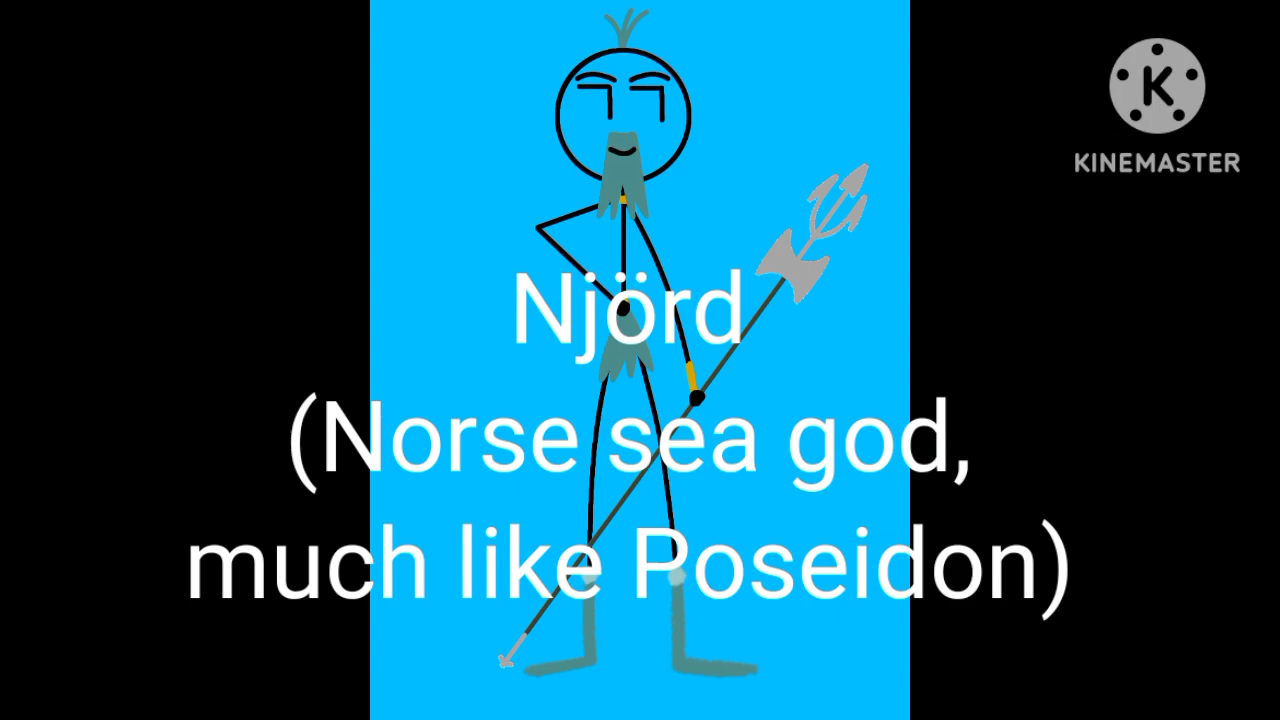 K
KINEMASTER
Njörd
(Norse sea god,
much like Poseidon)